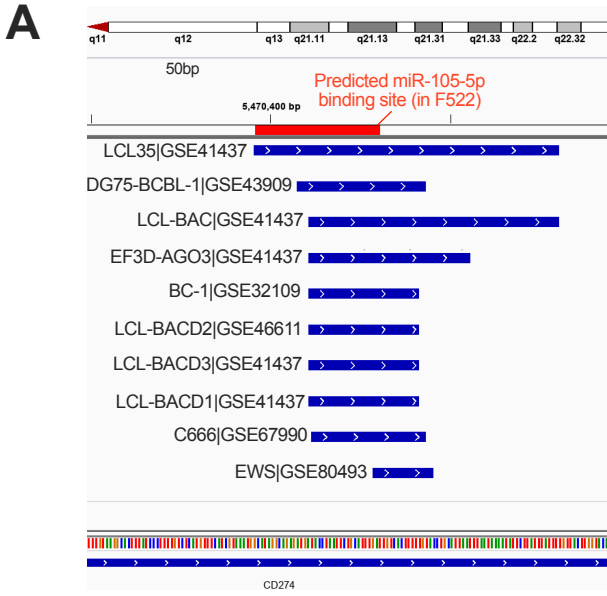 A
q11 q12 q13 q21.11 q21.13 q21.31 q21.33 q22.2 q22.32
50bp
Predicted miR-105-5p
binding site (in F522)
5,470,400 bp
LCL35|GSE41437
DG75-BCBL-1|GSE43909
LCL-BAC|GSE41437
EF3D-AGO3|GSE41437
BC-1|GSE32109
LCL-BACD2|GSE46611
LCL-BACD3|GSE41437
LCL-BACD1|GSE41437
C666|GSE67990
EWS|GSE80493
CD274